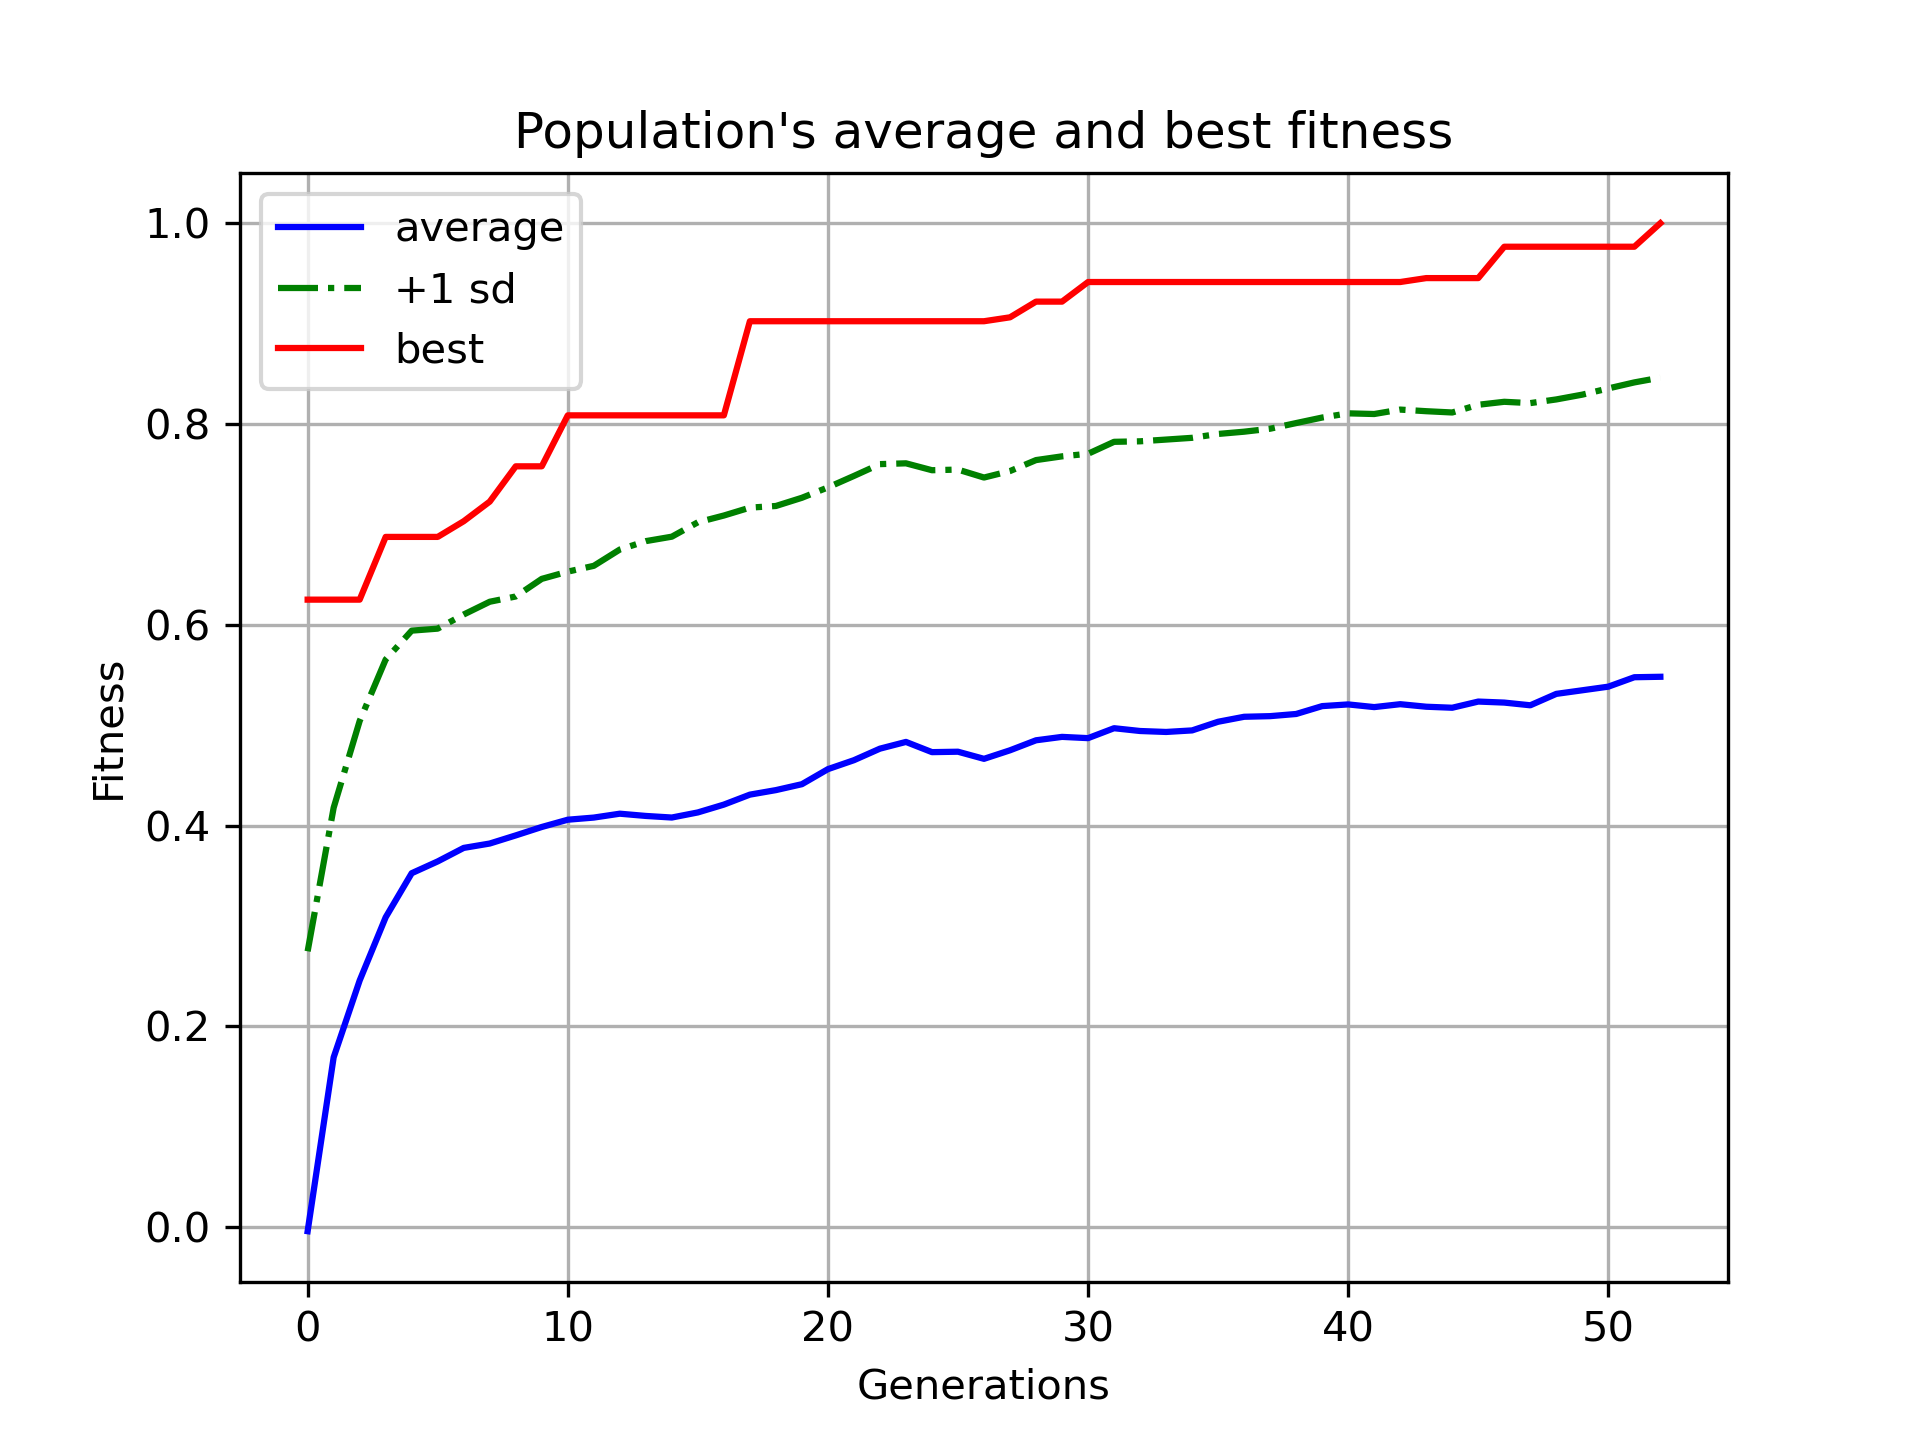 Population's average and best fitness
average
+1 sd
best
1.0
0.8
0.6
0.4
0.2
0.0
Fitness
0 10 20 30 40 50
Generations